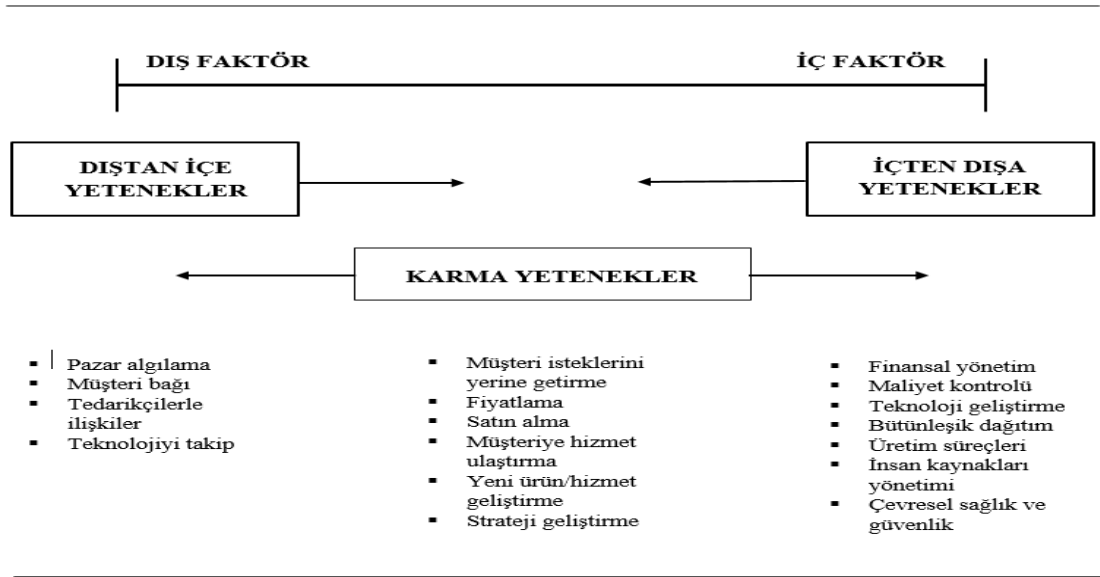 DIŞ FAKTÖR
İÇ FAKTÖR
DIŞTAN İÇE
YETENEKLER
İÇTEN DIŞA
YETENEKLER
KARMA YETENEKLER
▪ Pazar algılama
▪ Müşteri bağı
▪ Tedarikçilerle
ilişkiler
▪ Teknolojiyi takip
▪ Müşteri isteklerini
yerine getirme
▪ Fiyatlama
▪ Satın alma
▪ Müşteriye hizmet
ulaştırma
▪ Yeni ürün/hizmet
geliştirme
▪ Strateji geliştirme
▪ Finansal yönetim
▪ Maliyet kontrolü
▪ Teknoloji geliştirme
▪ Bütünleşik dağıtım
▪ Üretim süreçleri
▪ İnsan kaynakları
yönetimi
▪ Çevresel sağlık ve
güvenlik